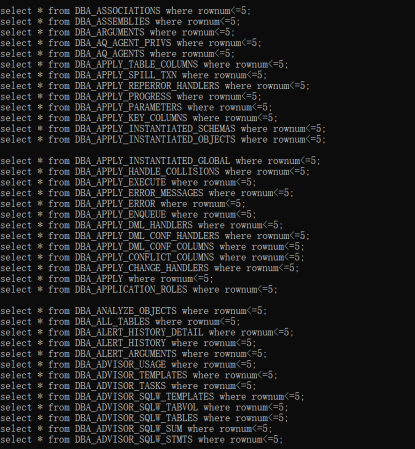 select * from DBA_ASSOCIATIONS where rownum<=5;
select * from DBA_ASSEMBLIES where rownum<=5;
select * from DBA_ARGUMENTS where rownum<=5;
select * from DBA_AQ_AGENT_PRIVS where rownum<=5;
select * from DBA_AQ_AGENTS where rownum<=5;
select * from DBA_APPLY_TABLE_COLUMNS where rownum<=5;
select * from DBA_APPLY_SPILL_TXN where rownum<=5;
select * from DBA_APPLY_REPERROR_HANDLERS where rownum<=5;
select * from DBA_APPLY_PROGRESS where rownum<=5;
select * from DBA_APPLY_PARAMETERS where rownum<=5;
select * from DBA_APPLY_KEY_COLUMNS where rownum<=5;
select * from DBA_APPLY_INSTANTIATED_SCHEMAS where rownum<=5;
select * from DBA_APPLY_INSTANTIATED_OBJECTS where rownum<=5;
select * from DBA_APPLY_INSTANTIATED_GLOBAL where rownum<=5;
select * from DBA_APPLY_HANDLE_COLLISIONS where rownum<=5;
select * from DBA_APPLY_EXECUTE where rownum<=5;
select * from DBA_APPLY_ERROR_MESSAGES where rownum<=5;
select * from DBA_APPLY_ERROR where rownum<=5;
select * from DBA_APPLY_ENQUEUE where rownum<=5;
select * from DBA_APPLY_DML_HANDLERS where rownum<=5;
select * from DBA_APPLY_DML_CONF_HANDLERS where rownum<=5;
select * from DBA_APPLY_DML_CONF_COLUMNS where rownum<=5;
select * from DBA_APPLY_CONFLICT_COLUMNS where rownum<=5;
select * from DBA_APPLY_CHANGE_HANDLERS where rownum<=5;
select * from DBA_APPLY where rownum<=5;
select * from DBA_APPLICATION_ROLES where rownum<=5;
select * from DBA_ANALYZE_OBJECTS where rownum<=5;
select * from DBA_ALL_TABLES where rownum<=5;
select * from DBA_ALERT_HISTORY_DETAIL where rownum<=5;
select * from DBA_ALERT_HISTORY where rownum<=5;
select * from DBA_ALERT_ARGUMENTS where rownum<=5;
select * from DBA_ADVISOR_USAGE where rownum<=5;
select * from DBA_ADVISOR_TEMPLATES where rownum<=5;
select * from DBA_ADVISOR_TASKS where rownum<=5;
select * from DBA_ADVISOR_SQLW_TEMPLATES where rownum<=5;
select * from DBA_ADVISOR_SQLW_TABVOL where rownum<=5;
select * from DBA_ADVISOR_SQLW_TABLES where rownum<=5;
select * from DBA_ADVISOR_SQLW_SUM where rownum<=5;
select * from DBA_ADVISOR_SQLW_STMTS where rownum<=5;